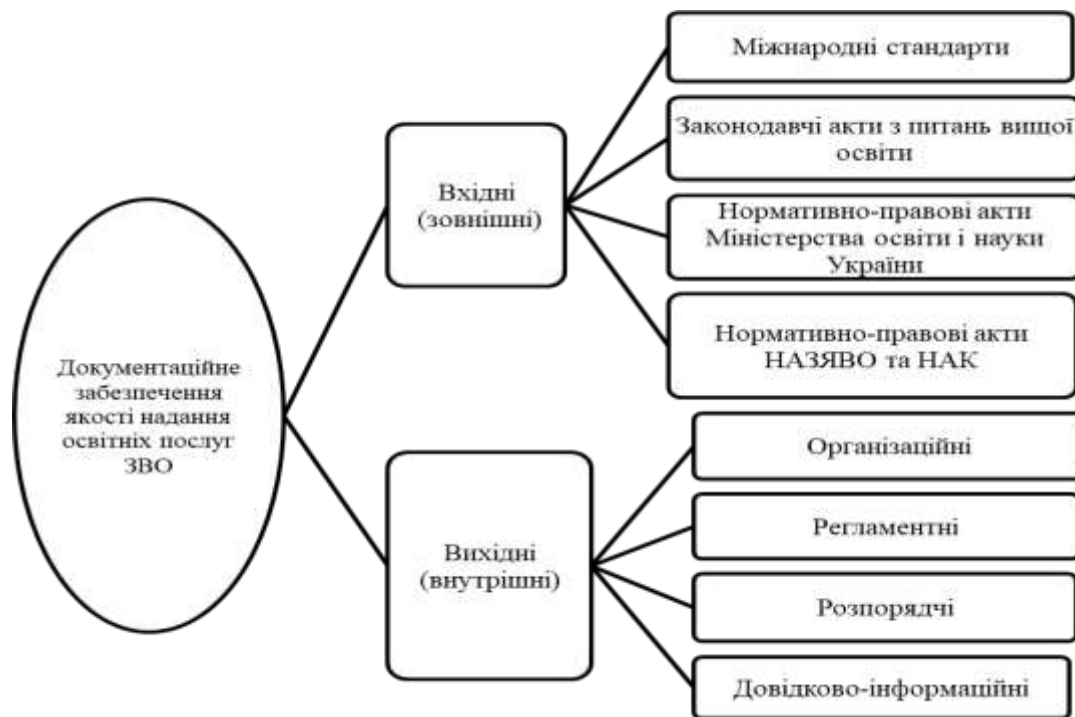 Документаційне
забезпечення
якості надання
освітніх послуг
ЗВО
Вхідні
(зовнішні)
Міжнародні стандарти
Законодавчі акти з питань вищої
освіти
Нормативно-правові акти
Міністерства освіти і науки
України
Нормативно-правові акти
НАЗЯВО та НАК
Вихідні
(внутрішні)
Організаційні
Регламентні
Розпорядчі
Довідково-інформаційні